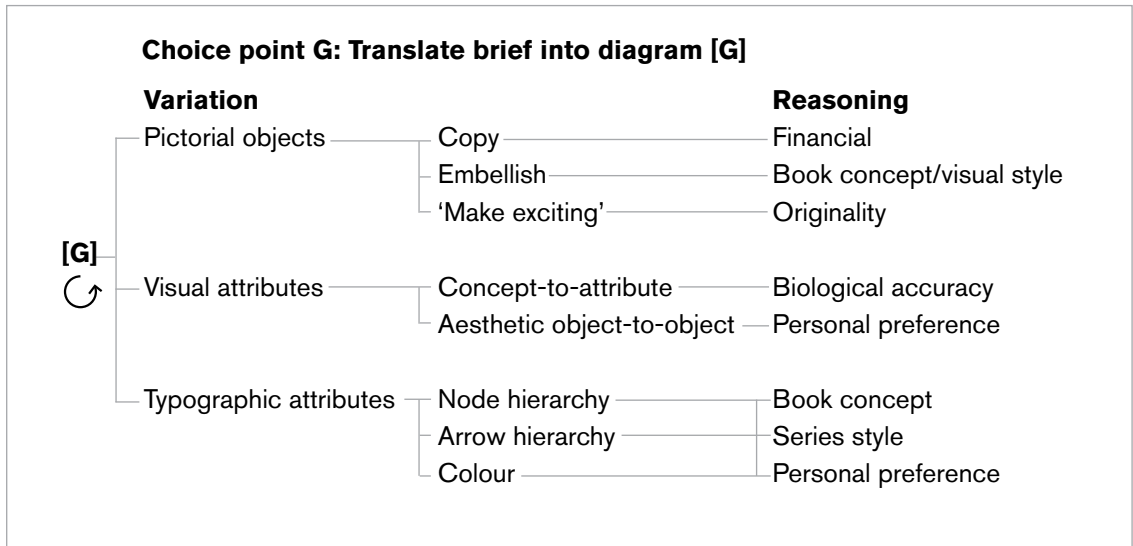 Choice point G: Translate brief into diagram [G]
Variation Reasoning
Pictorial objects Copy Financial
Embellish Book concept/visual style
‘Make exciting’ Originality
[G]
Visual attributes Concept-to-attribute Biological accuracy
Aesthetic object-to-object Personal preference
Typographic attributes Node hierarchy Book concept
Arrow hierarchy Series style
Colour Personal preference